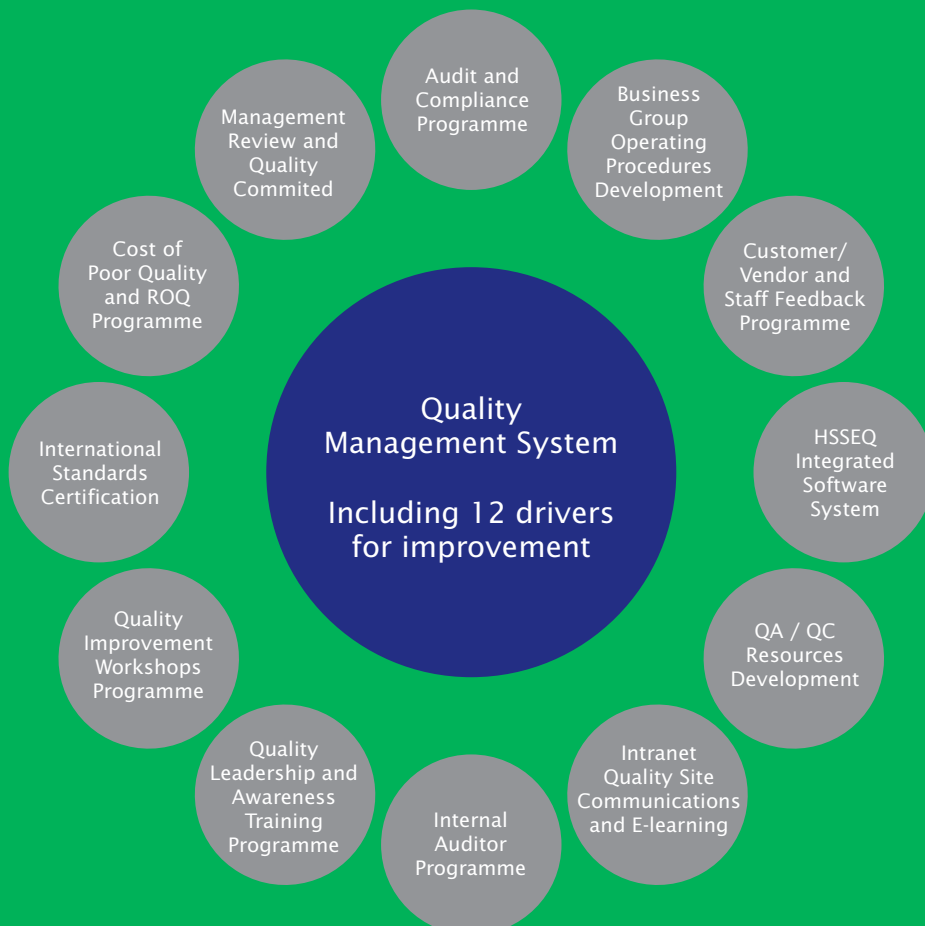 Audit and
Compliance
Programme
Business
Group
Operating
Procedures
Development
Customer/
Vendor and
Staff Feedback
Programme
HSSEQ
Integrated
Software
System
QA / QC
Resources
Development
Intranet
Quality Site
Communications
and E-learning
Internal
Auditor
Programme
Quality
Leadership and
Awareness
Training
Programme
Quality
Improvement
Workshops
Programme
International
Standards
Certification
Cost of
Poor Quality
and ROQ
Programme
Management
Review and
Quality
Commited
Quality
Management System
Including 12 drivers
for improvement